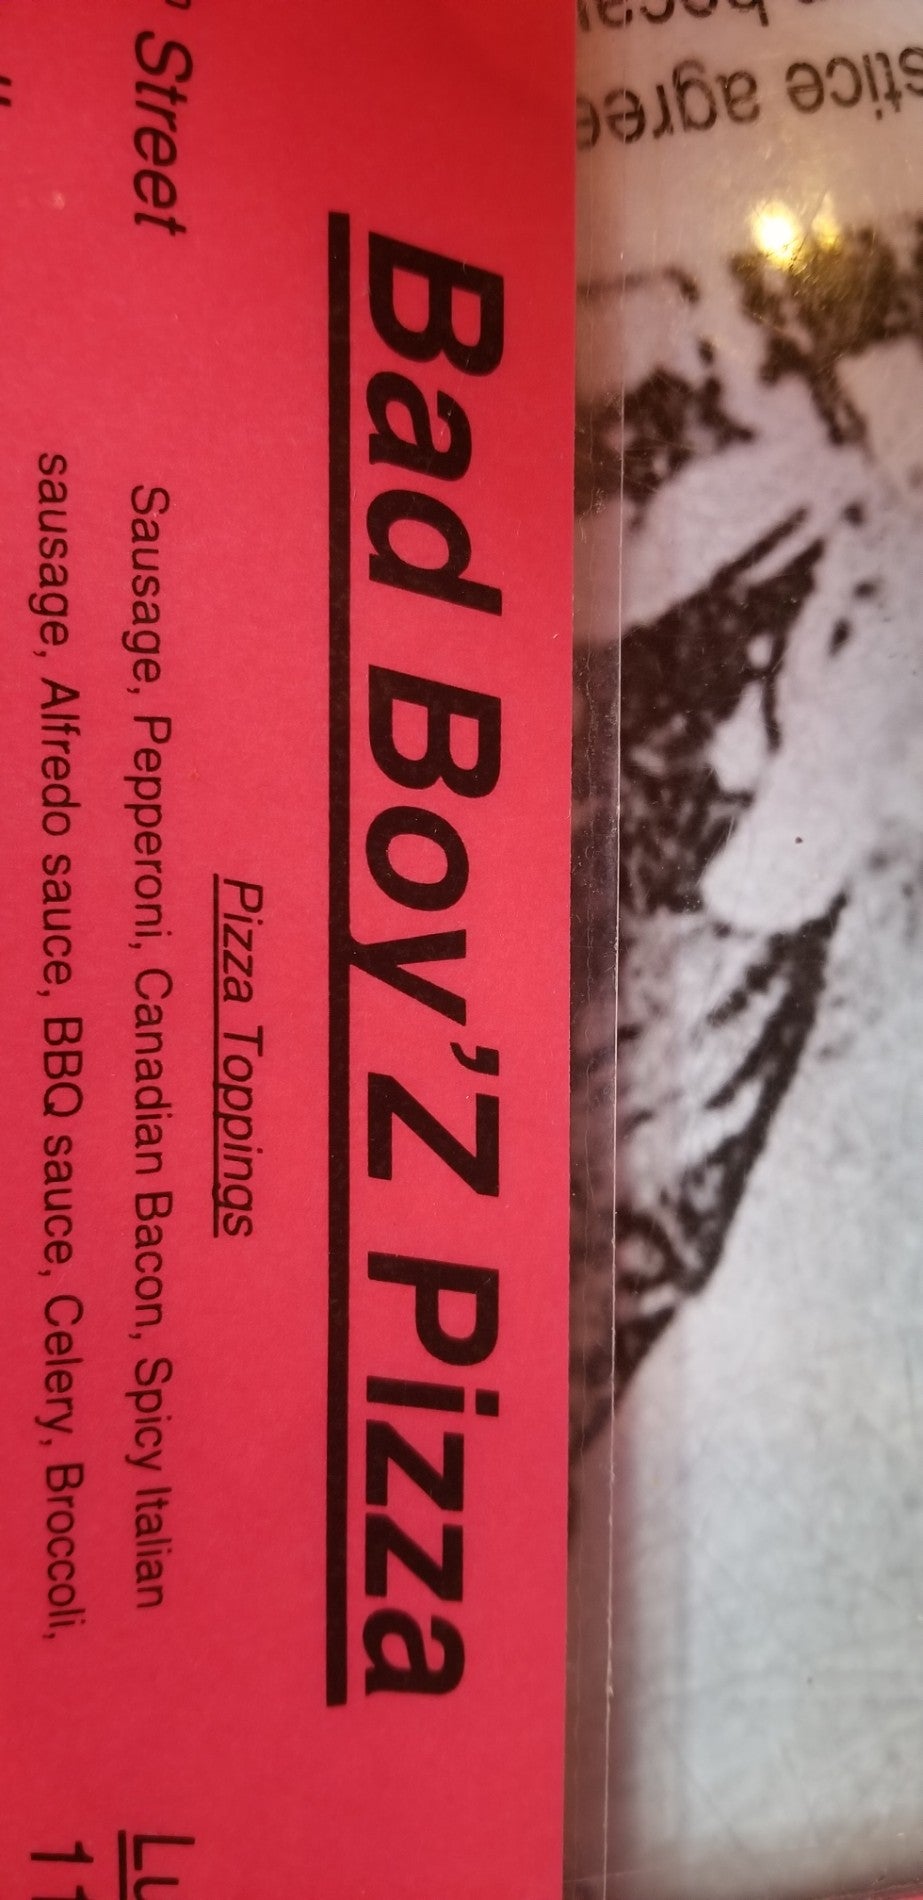 Bad Boy'z Pizza
Pizza Toppings
Street
Sausage, Pepperoni, Canadian Bacon, Spicy Italian
sausage, Alfredo sauce, BBQ sauce, Celery, Broccoli,
agree